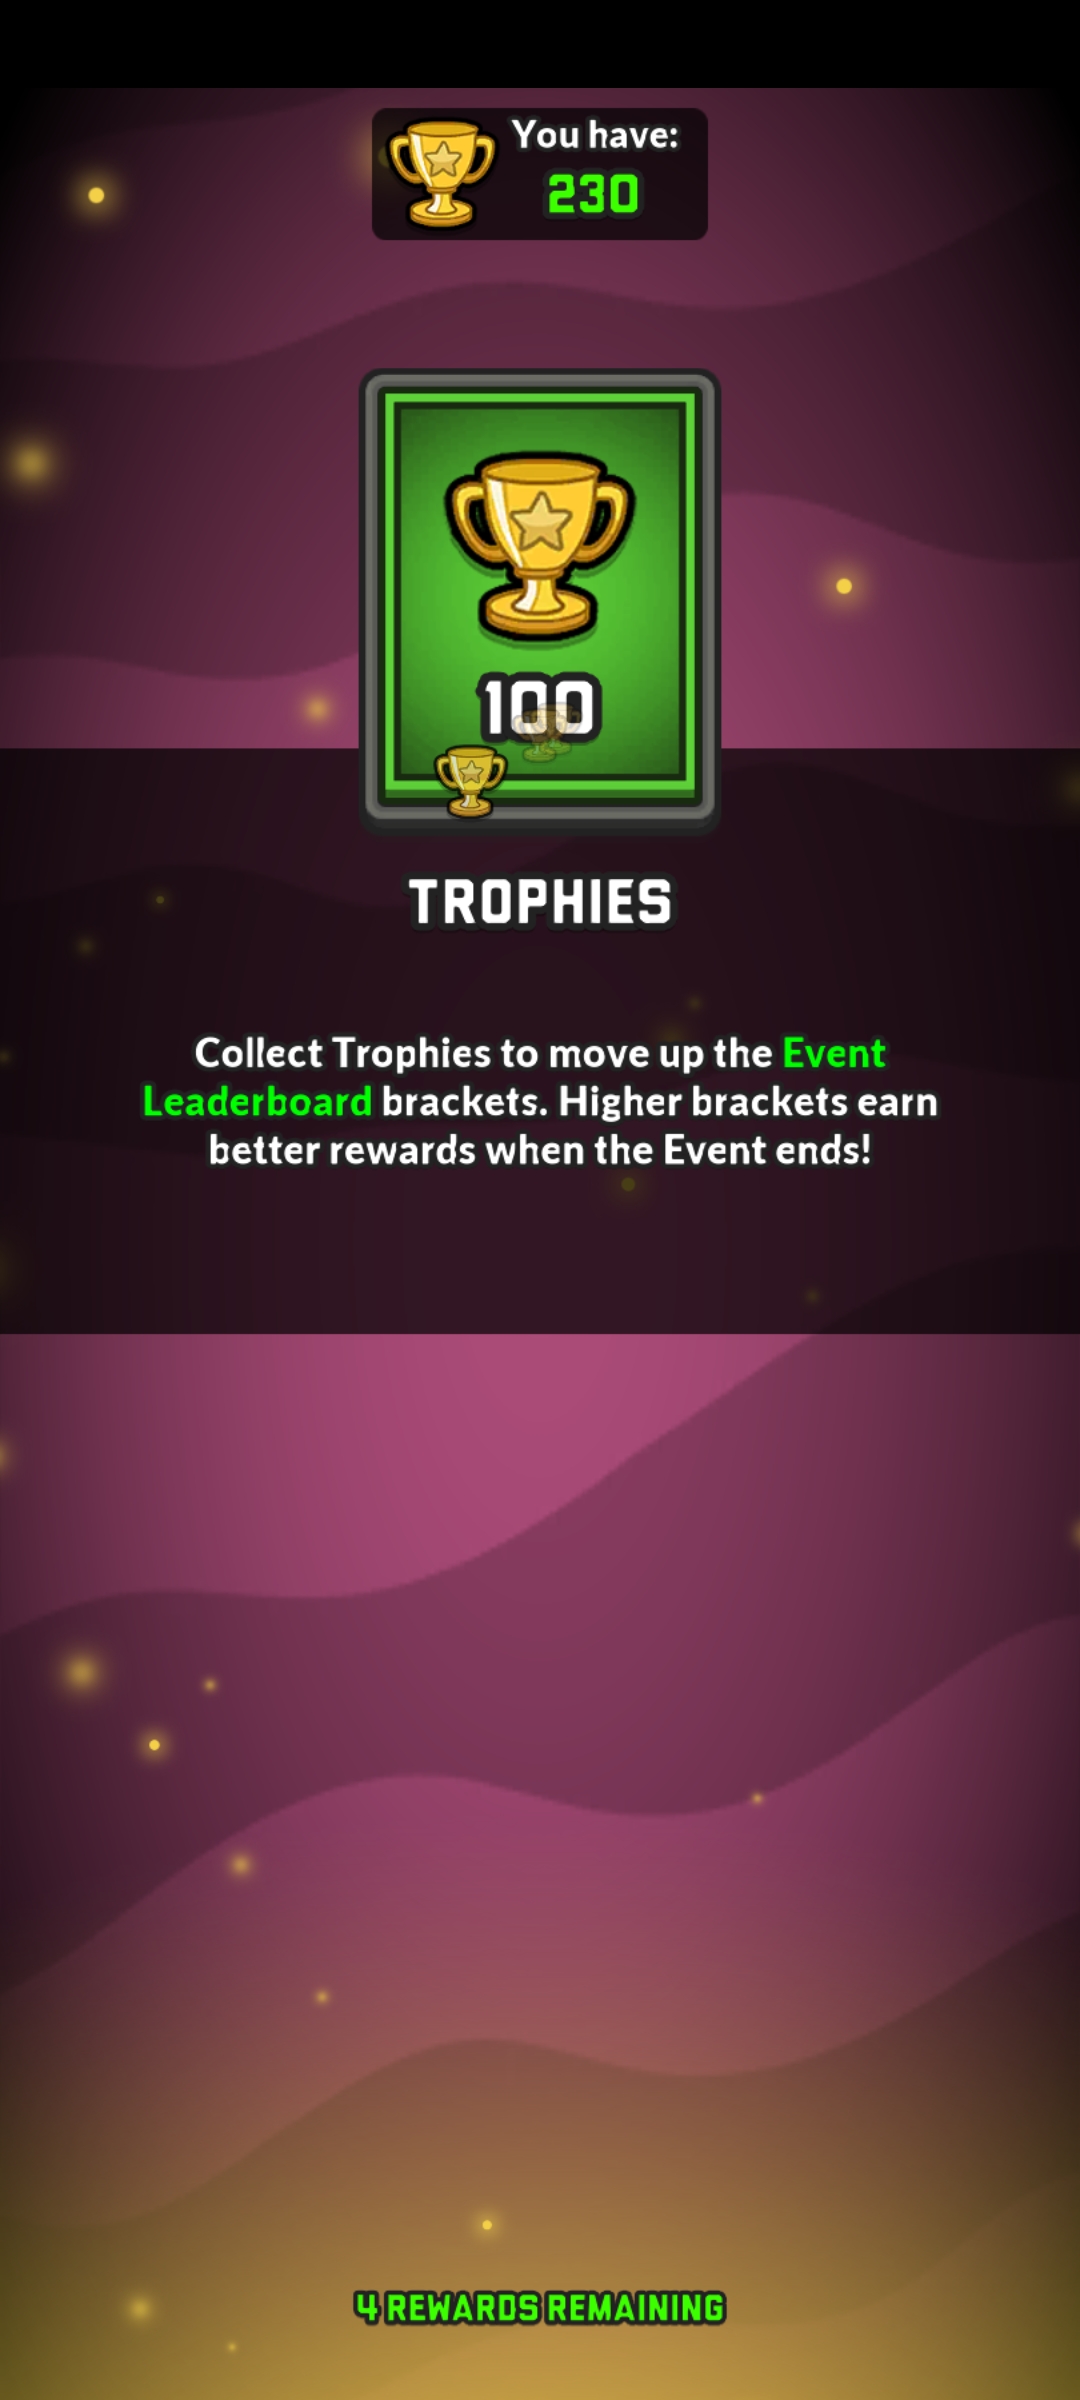 You have:
230
100
TROPHIES
Collect Trophies to move up the Event
Leaderboard brackets. Higher brackets earn
better rewards when the Event ends!
4 REWARDS REMAINING